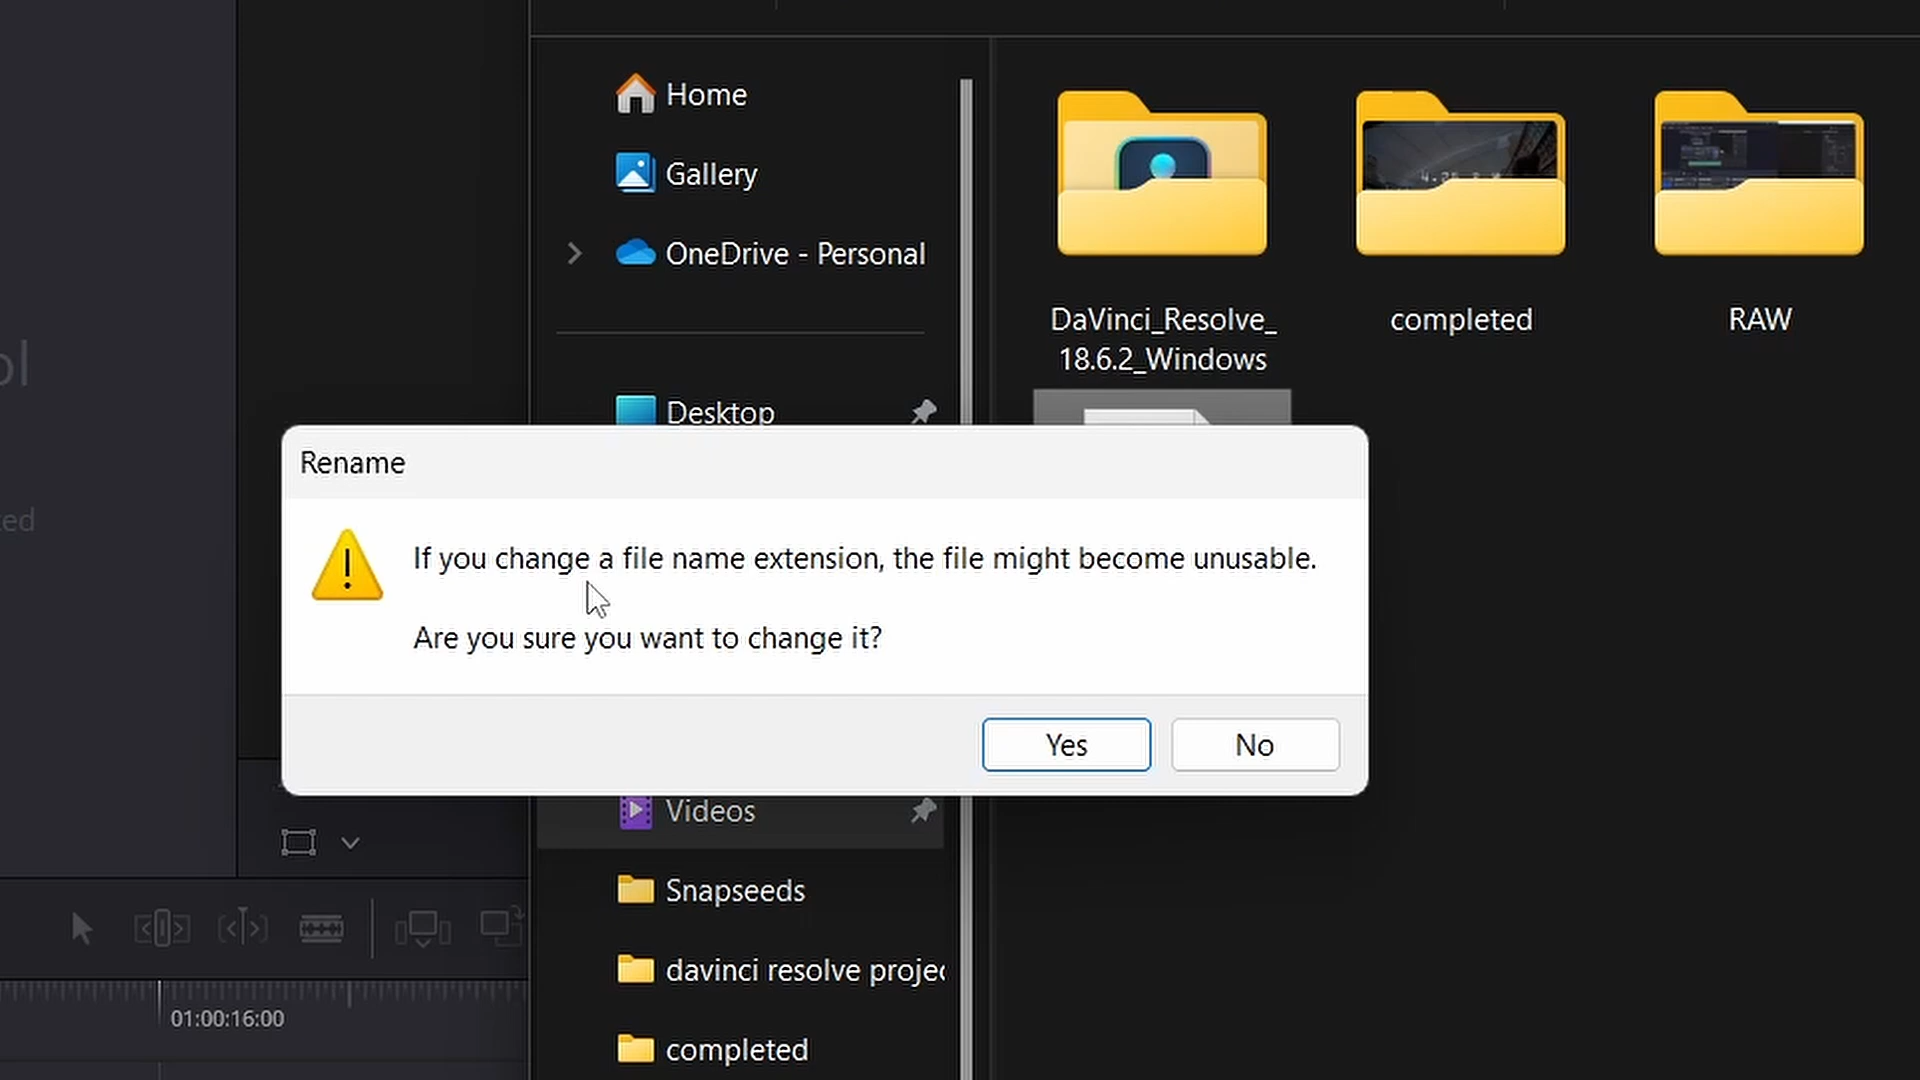 Home
Gallery
OneDrive - Personal
DaVinci_Resolve_
18.6.2_Windows
completed
RAW
Desktop
Rename
If you change a file name extension, the file might become unusable.
Are you sure you want to change it?
Yes
No
Videos
Snapseeds
davinci resolve projec
completed
01:00:16:00